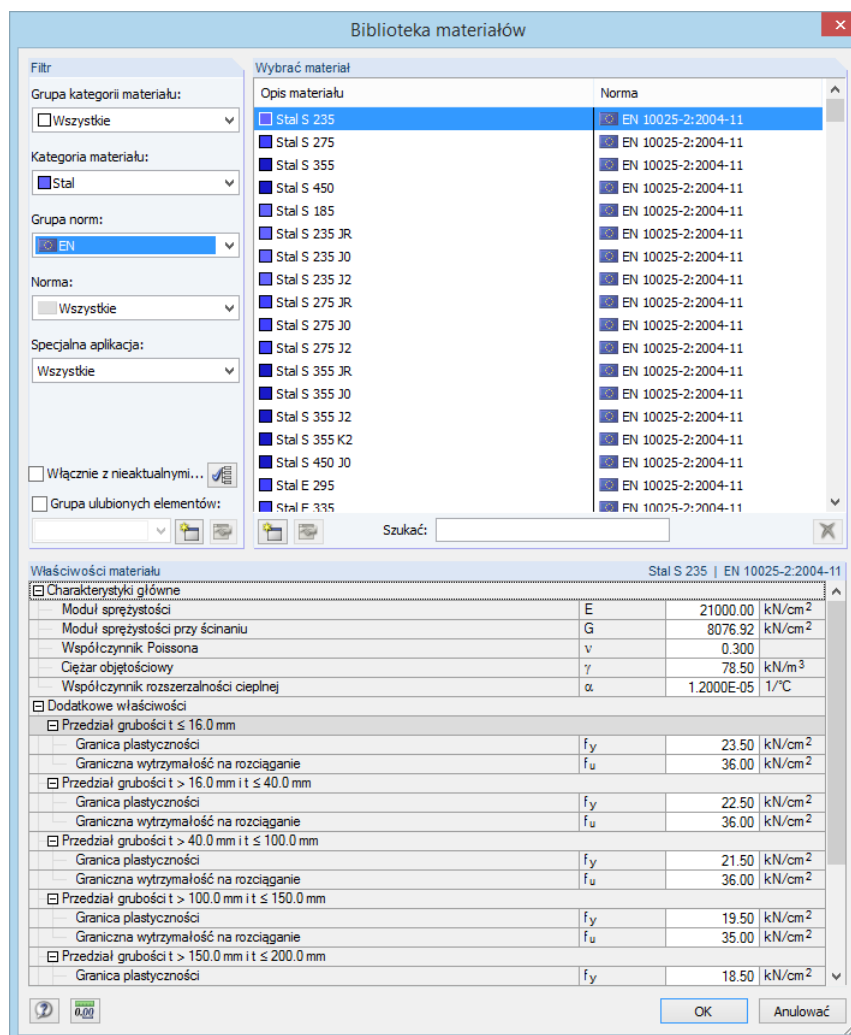 Biblioteka materiałów
Filtr
Grupa kategorii materiału:
Wszystkie
Kategoria materiału:
Stal
Grupa norm:
EN
Norma:
Wszystkie
Specjalna aplikacja:
Wszystkie
Włącznie z nieaktualnymi...
Grupa ulubionych elementów:
Wybrać materiał
Opis materiału Norma
Stal S 235 EN 10025-2:2004-11
Stal S 275 EN 10025-2:2004-11
Stal S 355 EN 10025-2:2004-11
Stal S 450 EN 10025-2:2004-11
Stal S 185 EN 10025-2:2004-11
Stal S 235 JR EN 10025-2:2004-11
Stal S 235 J0 EN 10025-2:2004-11
Stal S 235 J2 EN 10025-2:2004-11
Stal S 275 JR EN 10025-2:2004-11
Stal S 275 J0 EN 10025-2:2004-11
Stal S 275 J2 EN 10025-2:2004-11
Stal S 355 JR EN 10025-2:2004-11
Stal S 355 J0 EN 10025-2:2004-11
Stal S 355 J2 EN 10025-2:2004-11
Stal S 355 K2 EN 10025-2:2004-11
Stal S 450 J0 EN 10025-2:2004-11
Stal E 295 EN 10025-2:2004-11
Stal E 335 EN 10025-2:2004-11
Szukać:
Właściwości materiału Stal S 235 | EN 10025-2:2004-11
Charakterystyki główne
Moduł sprężystości E 21000.00 kN/cm2
Moduł sprężystości przy ścinaniu G 8076.92 kN/cm2
Współczynnik Poissona ν 0.300
Ciężar objętościowy γ 78.50 kN/m3
Współczynnik rozszerzalności cieplnej α 1.2000E-05 1/°C
Dodatkowe właściwości
Przedział grubości t ≤ 16.0 mm
Granica plastyczności fy 23.50 kN/cm2
Graniczna wytrzymałość na rozciąganie fu 36.00 kN/cm2
Przedział grubości t > 16.0 mm i t ≤ 40.0 mm
Granica plastyczności fy 22.50 kN/cm2
Graniczna wytrzymałość na rozciąganie fu 36.00 kN/cm2
Przedział grubości t > 40.0 mm i t ≤ 100.0 mm
Granica plastyczności fy 21.50 kN/cm2
Graniczna wytrzymałość na rozciąganie fu 36.00 kN/cm2
Przedział grubości t > 100.0 mm i t ≤ 150.0 mm
Granica plastyczności fy 19.50 kN/cm2
Graniczna wytrzymałość na rozciąganie fu 35.00 kN/cm2
Przedział grubości t > 150.0 mm i t ≤ 200.0 mm
Granica plastyczności fy 18.50 kN/cm2
0.00
OK Anulować